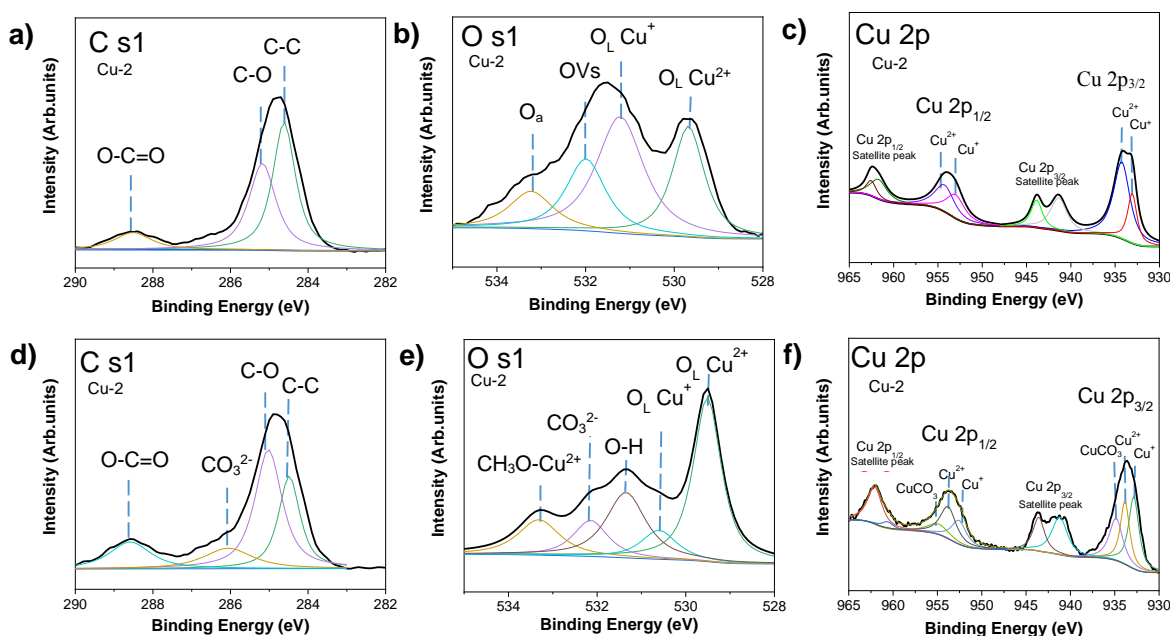 a)
C s1
Cu-2
C-C
C-O
O-C=O
Intensity (Arb.units)
290 288 286 284 282
Binding Energy (eV)
b)
O s1
Cu-2
O_L Cu⁺
OVs
O_L Cu²⁺
O_a
Intensity (Arb.units)
534 532 530 528
Binding Energy (eV)
c)
Cu 2p
Cu-2
Cu 2p₃/₂
Cu²⁺
Cu⁺
Cu 2p₁/₂
Cu²⁺
Cu⁺
Cu 2p₁/₂
Satellite peak
Cu 2p₃/₂
Satellite peak
Intensity (Arb.units)
965 960 955 950 945 940 935 930
Binding Energy (eV)
d)
C s1
Cu-2
C-O
C-C
O-C=O
CO₃²⁻
Intensity (Arb.units)
290 288 286 284 282
Binding Energy (eV)
e)
O s1
Cu-2
O_L Cu²⁺
O_L Cu⁺
CO₃²⁻
O-H
CH₃O-Cu²⁺
Intensity (Arb.units)
534 532 530 528
Binding Energy (eV)
f)
Cu 2p
Cu-2
Cu 2p₃/₂
CuCO₃
Cu²⁺
Cu⁺
Cu 2p₁/₂
Cu 2p₁/₂
Satellite peak
CuCO₃
Cu²⁺
Cu⁺
Cu 2p₃/₂
Satellite peak
Intensity (Arb.units)
965 960 955 950 945 940 935 930
Binding Energy (eV)